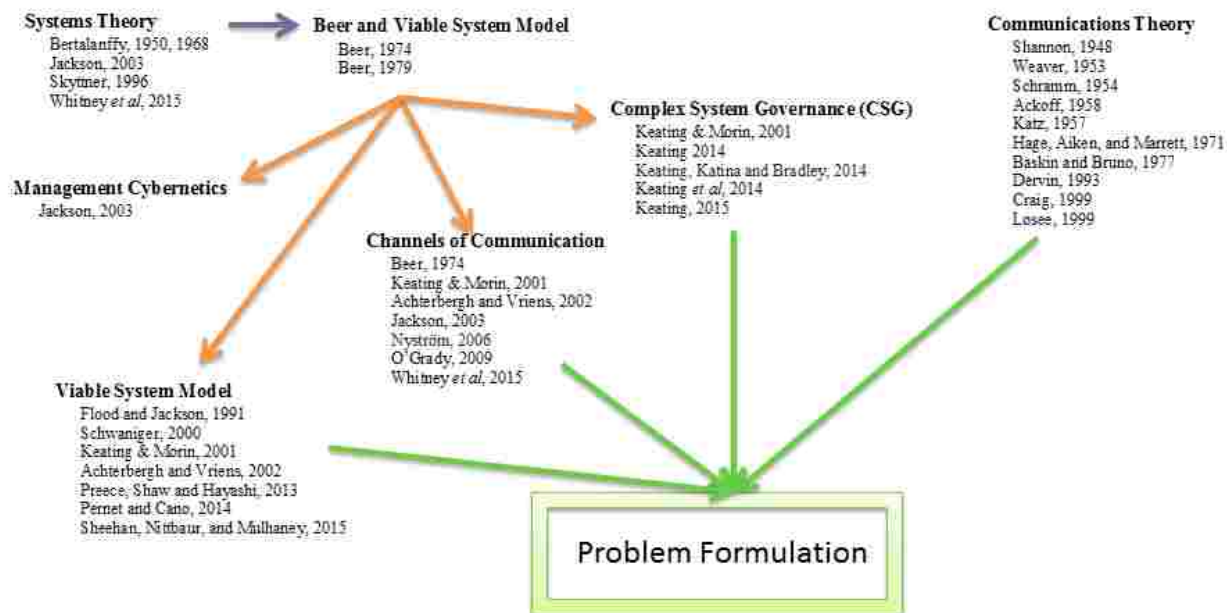 Systems Theory
Bertalanffy, 1950, 1968
Jackson, 2003
Skyttner, 1996
Whitney et al, 2015
Beer and Viable System Model
Beer, 1974
Beer, 1979
Communications Theory
Shannon, 1948
Weaver, 1953
Schramm, 1954
Ackoff, 1958
Katz, 1957
Hage, Aiken, and Marrett, 1971
Baskin and Bruno, 1977
Dervin, 1993
Craig, 1999
Losee, 1999
Complex System Governance (CSG)
Keating & Morin, 2001
Keating 2014
Keating, Katina and Bradley, 2014
Keating et al, 2014
Keating, 2015
Management Cybernetics
Jackson, 2003
Channels of Communication
Beer, 1974
Keating & Morin, 2001
Achterbergh and Vriens, 2002
Jackson, 2003
Nyström, 2006
O'Grady, 2009
Whitney et al, 2015
Viable System Model
Flood and Jackson, 1991
Schwaniger, 2000
Keating & Morin, 2001
Achterbergh and Vriens, 2002
Preece, Shaw and Hayashi, 2013
Pernet and Cano, 2014
Sheehan, Nittbaur, and Mulhaney, 2015
Problem Formulation